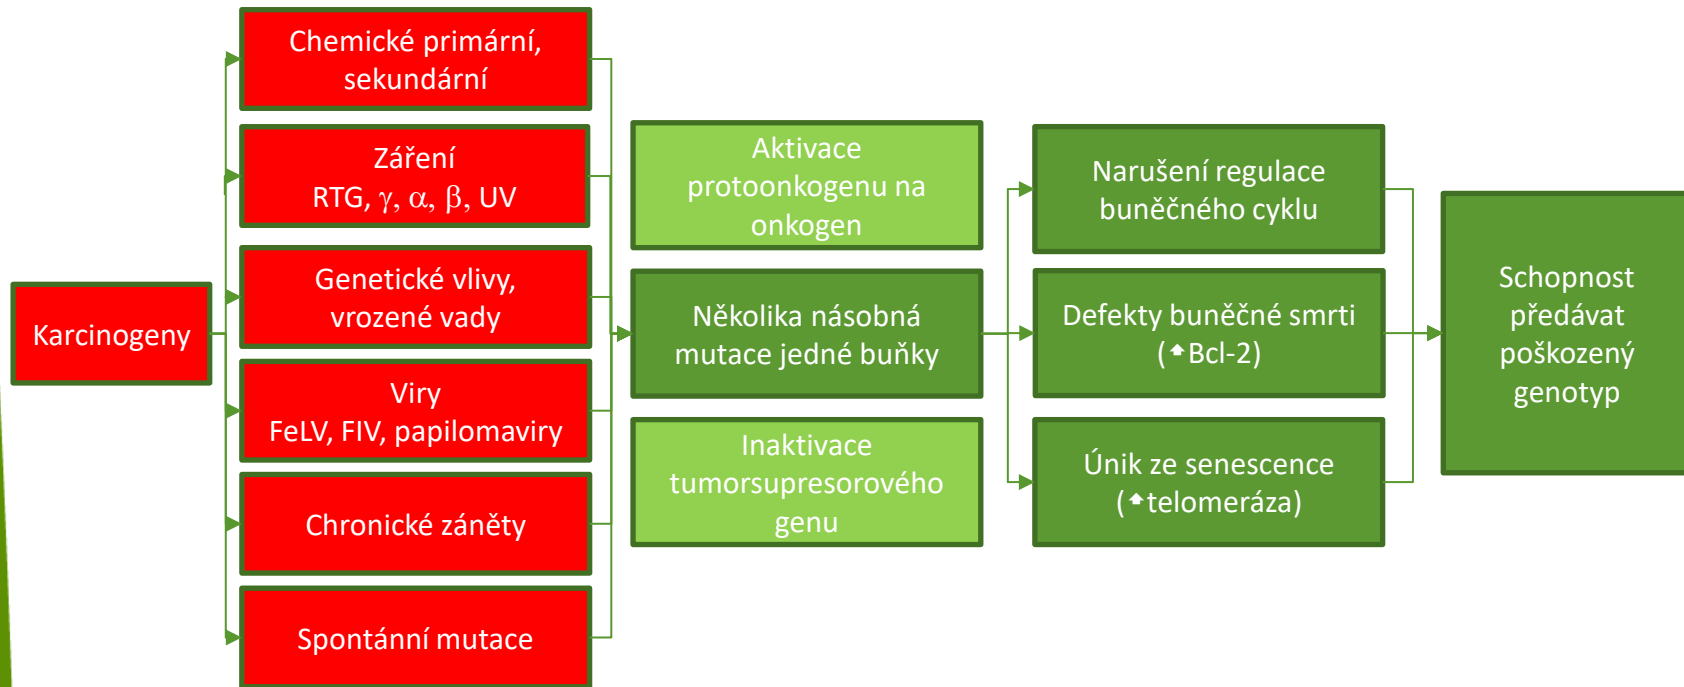 Karcinogeny
Chemické primární,
sekundární
Záření
RTG, γ, α, β, UV
Genetické vlivy,
vrozené vady
Viry
FeLV, FIV, papilomaviry
Chronické záněty
Spontánní mutace
Aktivace
protoonkogenu na
onkogen
Několika násobná
mutace jedné buňky
Inaktivace
tumorsupresorového
genu
Narušení regulace
buněčného cyklu
Defekty buněčné smrti
(🠅Bcl-2)
Únik ze senescence
(🠅telomeráza)
Schopnost
předávat
poškozený
genotyp